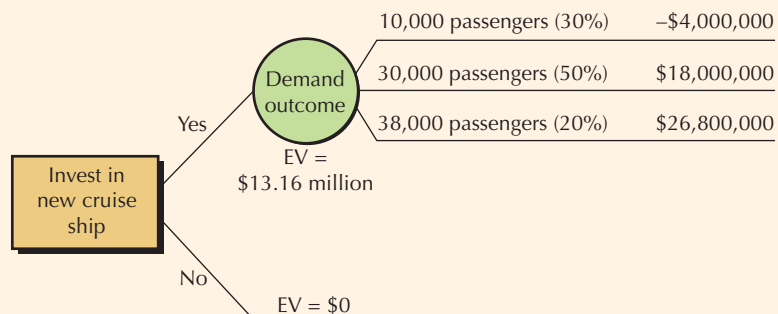 10,000 passengers (30%) –$4,000,000
Demand outcome
30,000 passengers (50%) $18,000,000
38,000 passengers (20%) $26,800,000
Yes
EV =
$13.16 million
Invest in
new cruise
ship
No
EV = $0